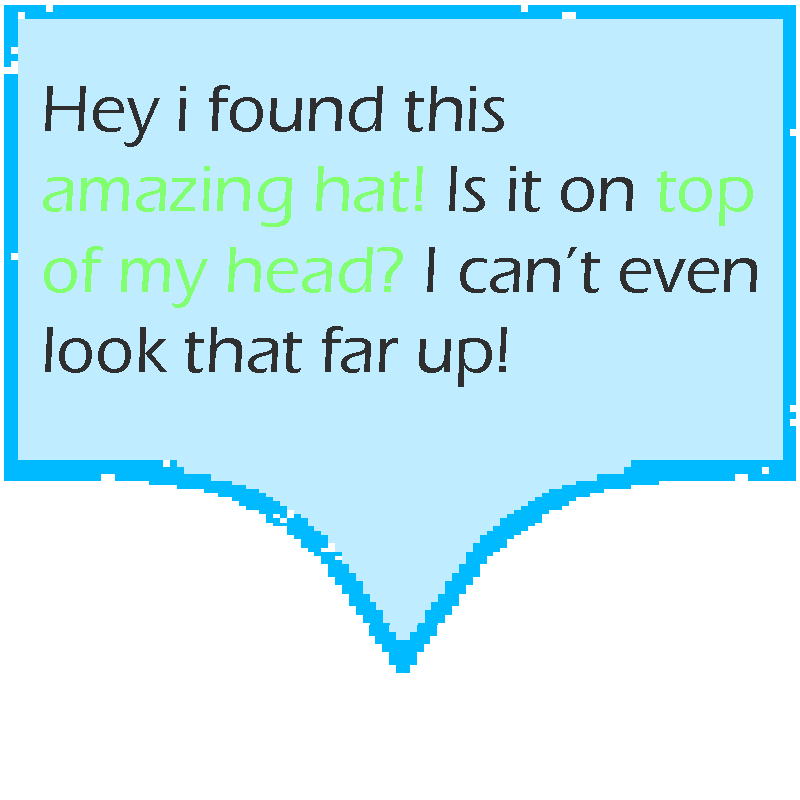 Hey i found this
amazing hat! Is it on top
of my head? I can't even
look that far up!